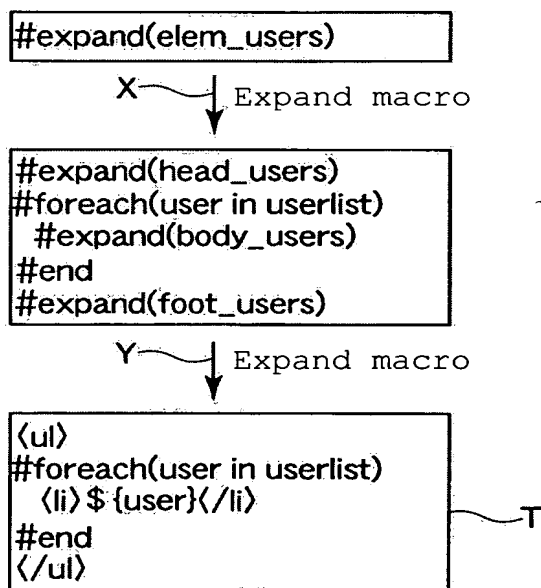 #expand(elem_users)
X
Expand macro
#expand(head_users)
#foreach(user in userlist)
#expand(body_users)
#end
#expand(foot_users)
Y
Expand macro
〈ul〉
#foreach(user in userlist)
〈li〉${user}〈/li〉
#end
〈/ul〉
T